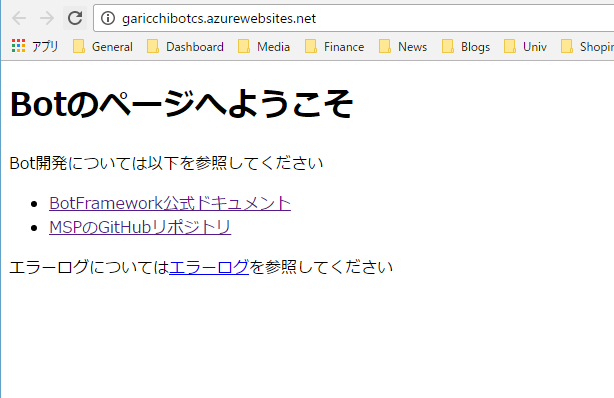 garicchibotcs.azurewebsites.net
アプリ General Dashboard Media Finance News Blogs Univ Shopin
Botのページへようこそ
Bot開発については以下を参照してください
BotFramework公式ドキュメント
MSPのGitHubリポジトリ
エラーログについてはエラーログを参照してください